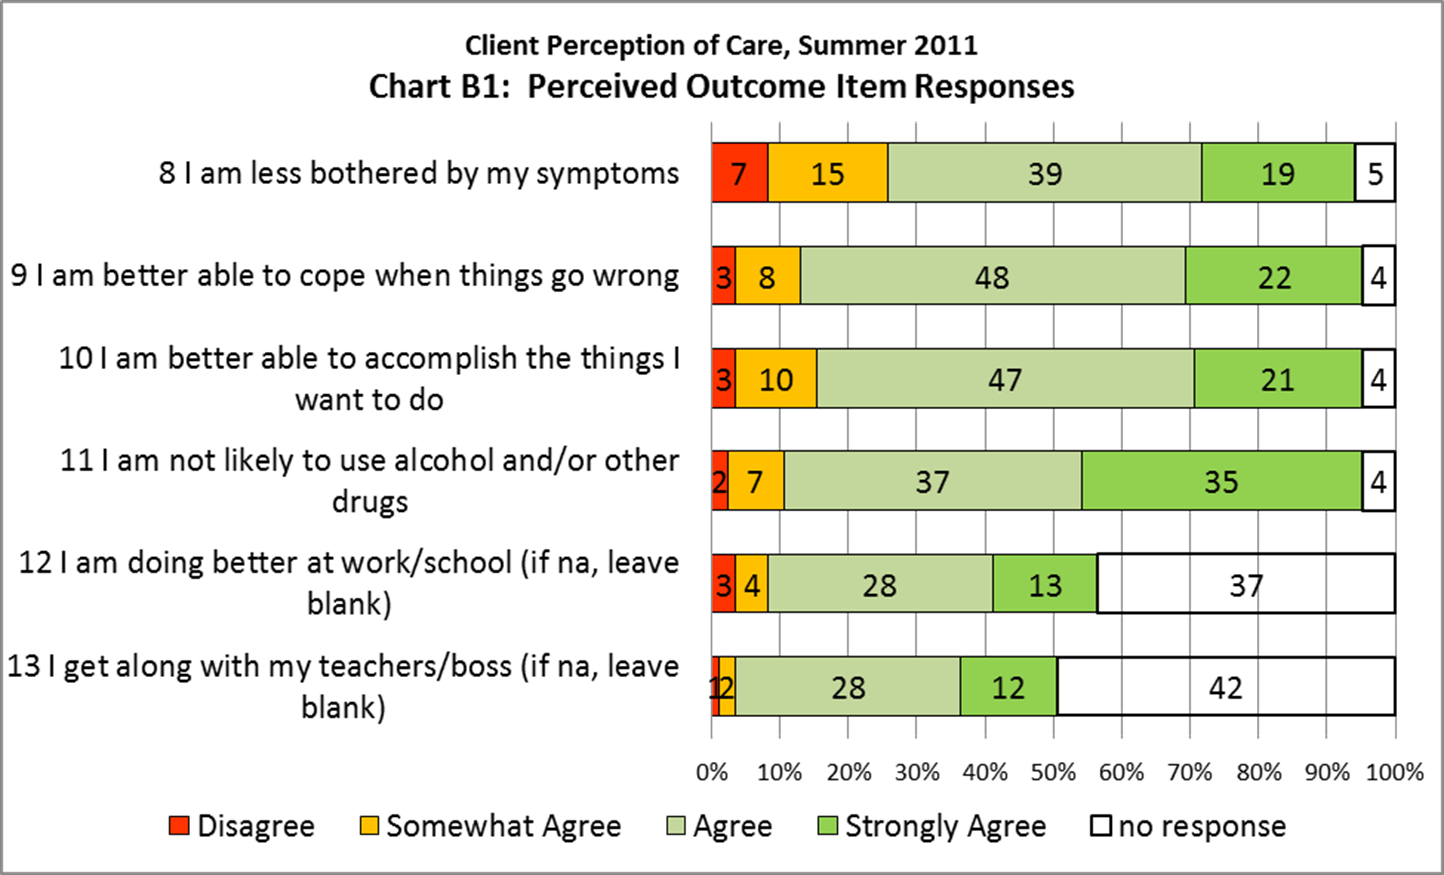 Client Perception of Care, Summer 2011
Chart B1:  Perceived Outcome Item Responses
8 I am less bothered by my symptoms
7 15 39 19 5
9 I am better able to cope when things go wrong
3 8 48 22 4
10 I am better able to accomplish the things I
want to do
3 10 47 21 4
11 I am not likely to use alcohol and/or other
drugs
2 7 37 35 4
12 I am doing better at work/school (if na, leave
blank)
3 4 28 13 37
13 I get along with my teachers/boss (if na, leave
blank)
1 2 28 12 42
0% 10% 20% 30% 40% 50% 60% 70% 80% 90% 100%
Disagree Somewhat Agree Agree Strongly Agree no response